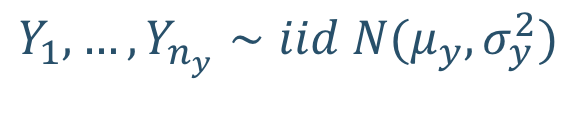 Y₁, … , Y_{n_y} ~ iid N(μ_y, σ_y²)